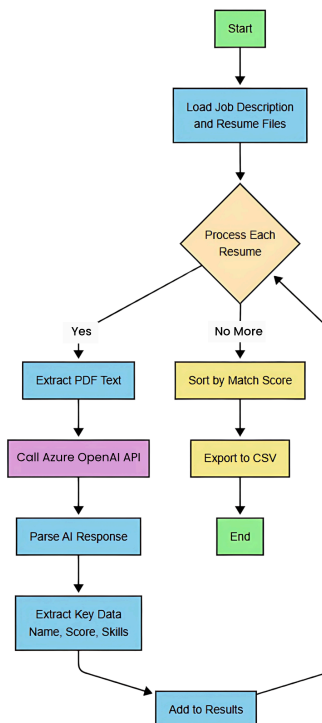 Start
Load Job Description
and Resume Files
Process Each
Resume
Yes
No More
Extract PDF Text
Sort by Match Score
Call Azure OpenAI API
Export to CSV
Parse AI Response
End
Extract Key Data
Name, Score, Skills
Add to Results